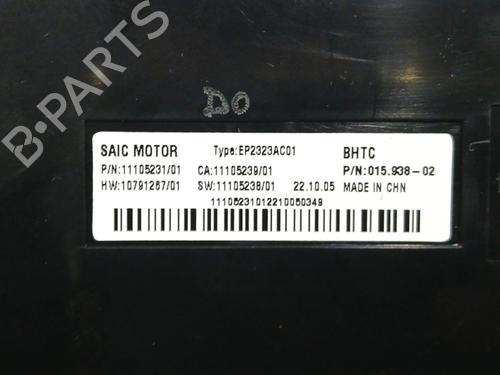 DO
SAIC MOTOR Type:EP2323AC01 BHTC
P/N:11105231/01 CA:11105239/01 P/N:015.938-02
HW:10791267/01 SW:11105238/01 22.10.05 MADE IN CHN
11105231012210050349
B-PARTS